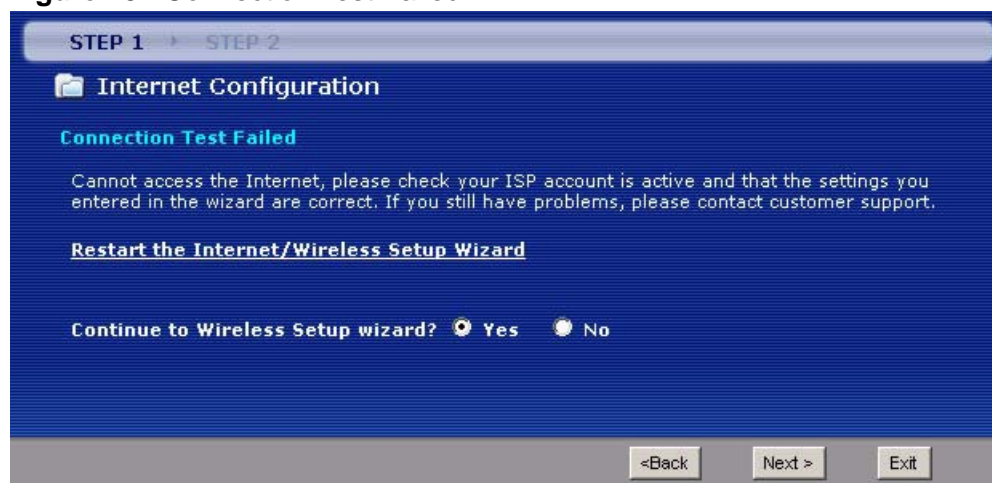 STEP 1 STEP 2
Internet Configuration
Connection Test Failed
Cannot access the Internet, please check your ISP account is active and that the settings you
entered in the wizard are correct. If you still have problems, please contact customer support.
Restart the Internet/Wireless Setup Wizard
Continue to Wireless Setup wizard? Yes No
<Back Next > Exit